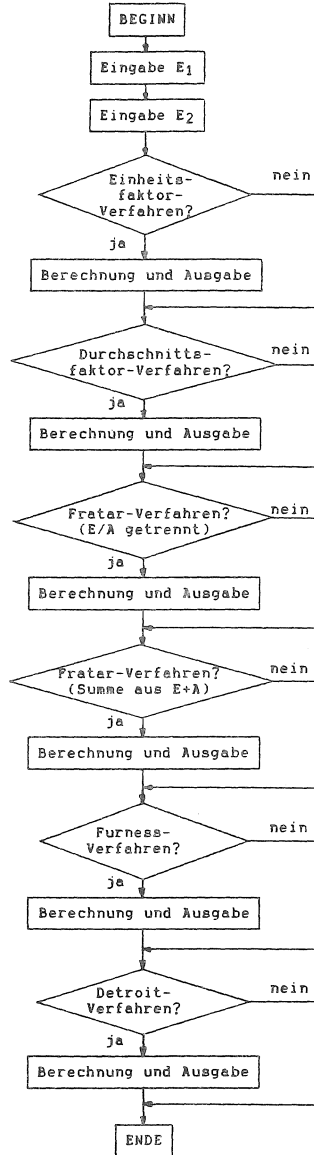 BEGINN
Eingabe E1
Eingabe E2
Einheits-
faktor-
Verfahren?
nein
ja
Berechnung und Ausgabe
Durchschnitts-
faktor-Verfahren?
nein
ja
Berechnung und Ausgabe
Fratar-Verfahren?
(E/A getrennt)
nein
ja
Berechnung und Ausgabe
Fratar-Verfahren?
(Summe aus E+A)
nein
ja
Berechnung und Ausgabe
Furness-
Verfahren?
nein
ja
Berechnung und Ausgabe
Detroit-
Verfahren?
nein
ja
Berechnung und Ausgabe
ENDE